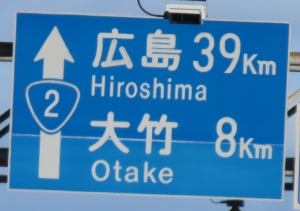 広島 39Km
Hiroshima
2
大竹 8Km
Otake